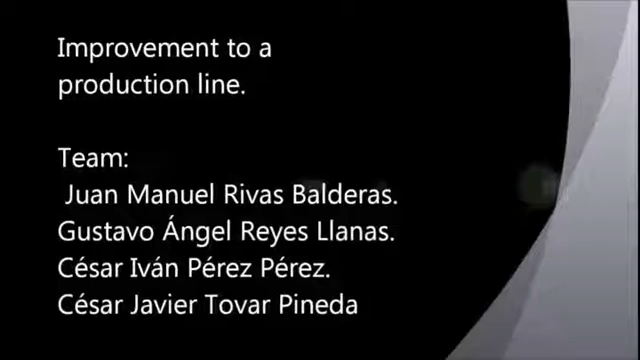 Improvement to a
production line.
Team:
Juan Manuel Rivas Balderas.
Gustavo Ángel Reyes Llanas.
César Iván Pérez Pérez.
César Javier Tovar Pineda